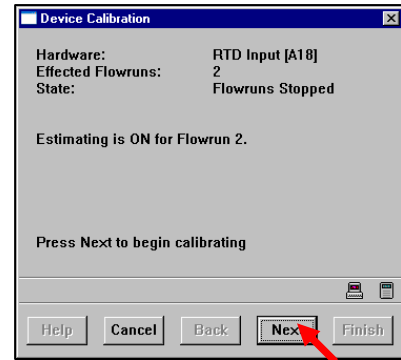 Device Calibration
Hardware: RTD Input [A18]
Effected Flowruns: 2
State: Flowruns Stopped
Estimating is ON for Flowrun 2.
Press Next to begin calibrating
Help Cancel Back Next Finish